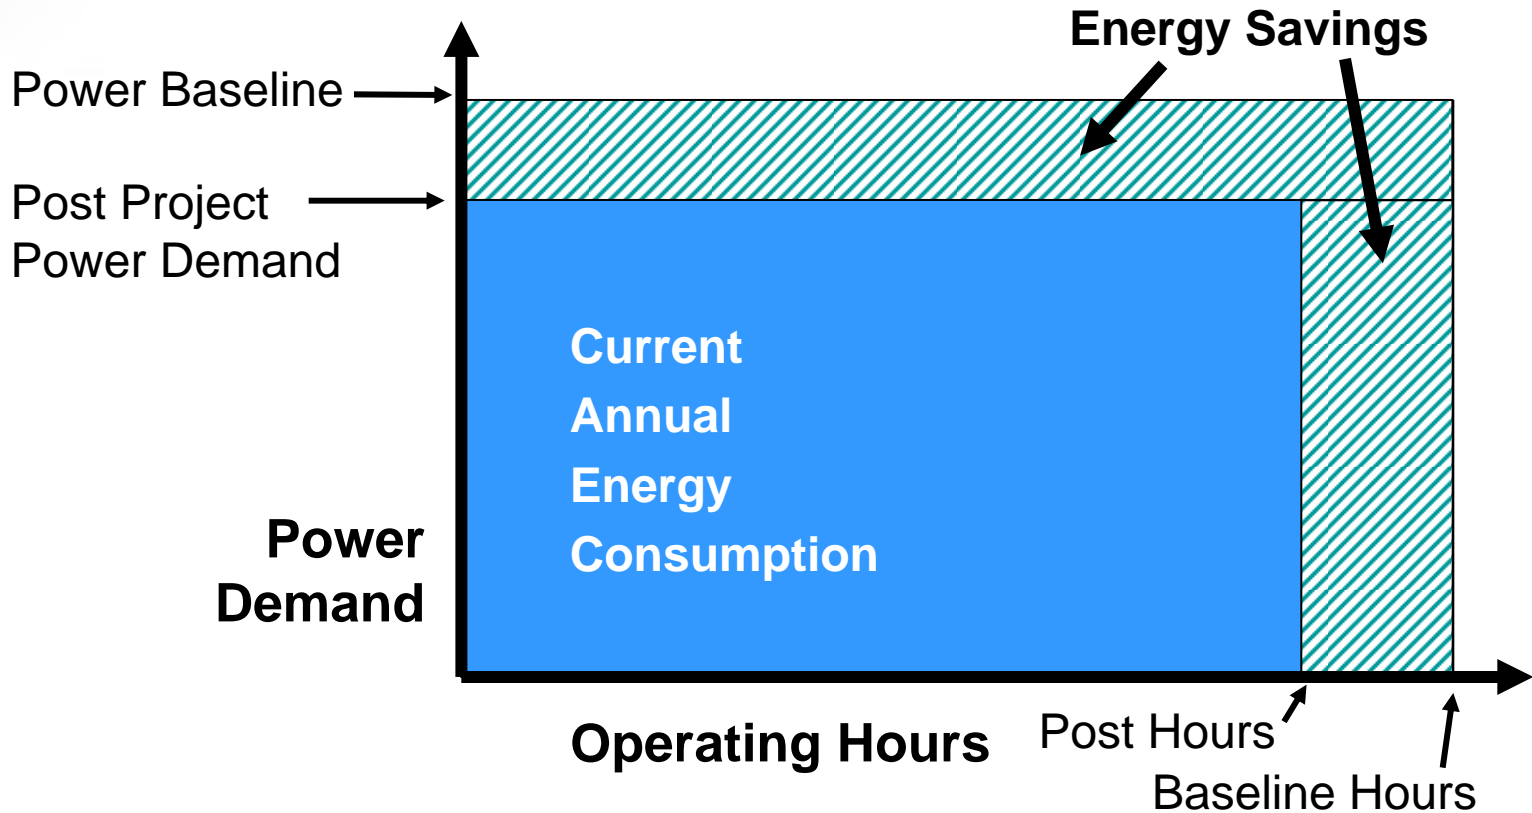 Energy Savings
Power Baseline
Post Project
Power Demand
Current
Annual
Energy
Consumption
Power
Demand
Operating Hours
Post Hours
Baseline Hours